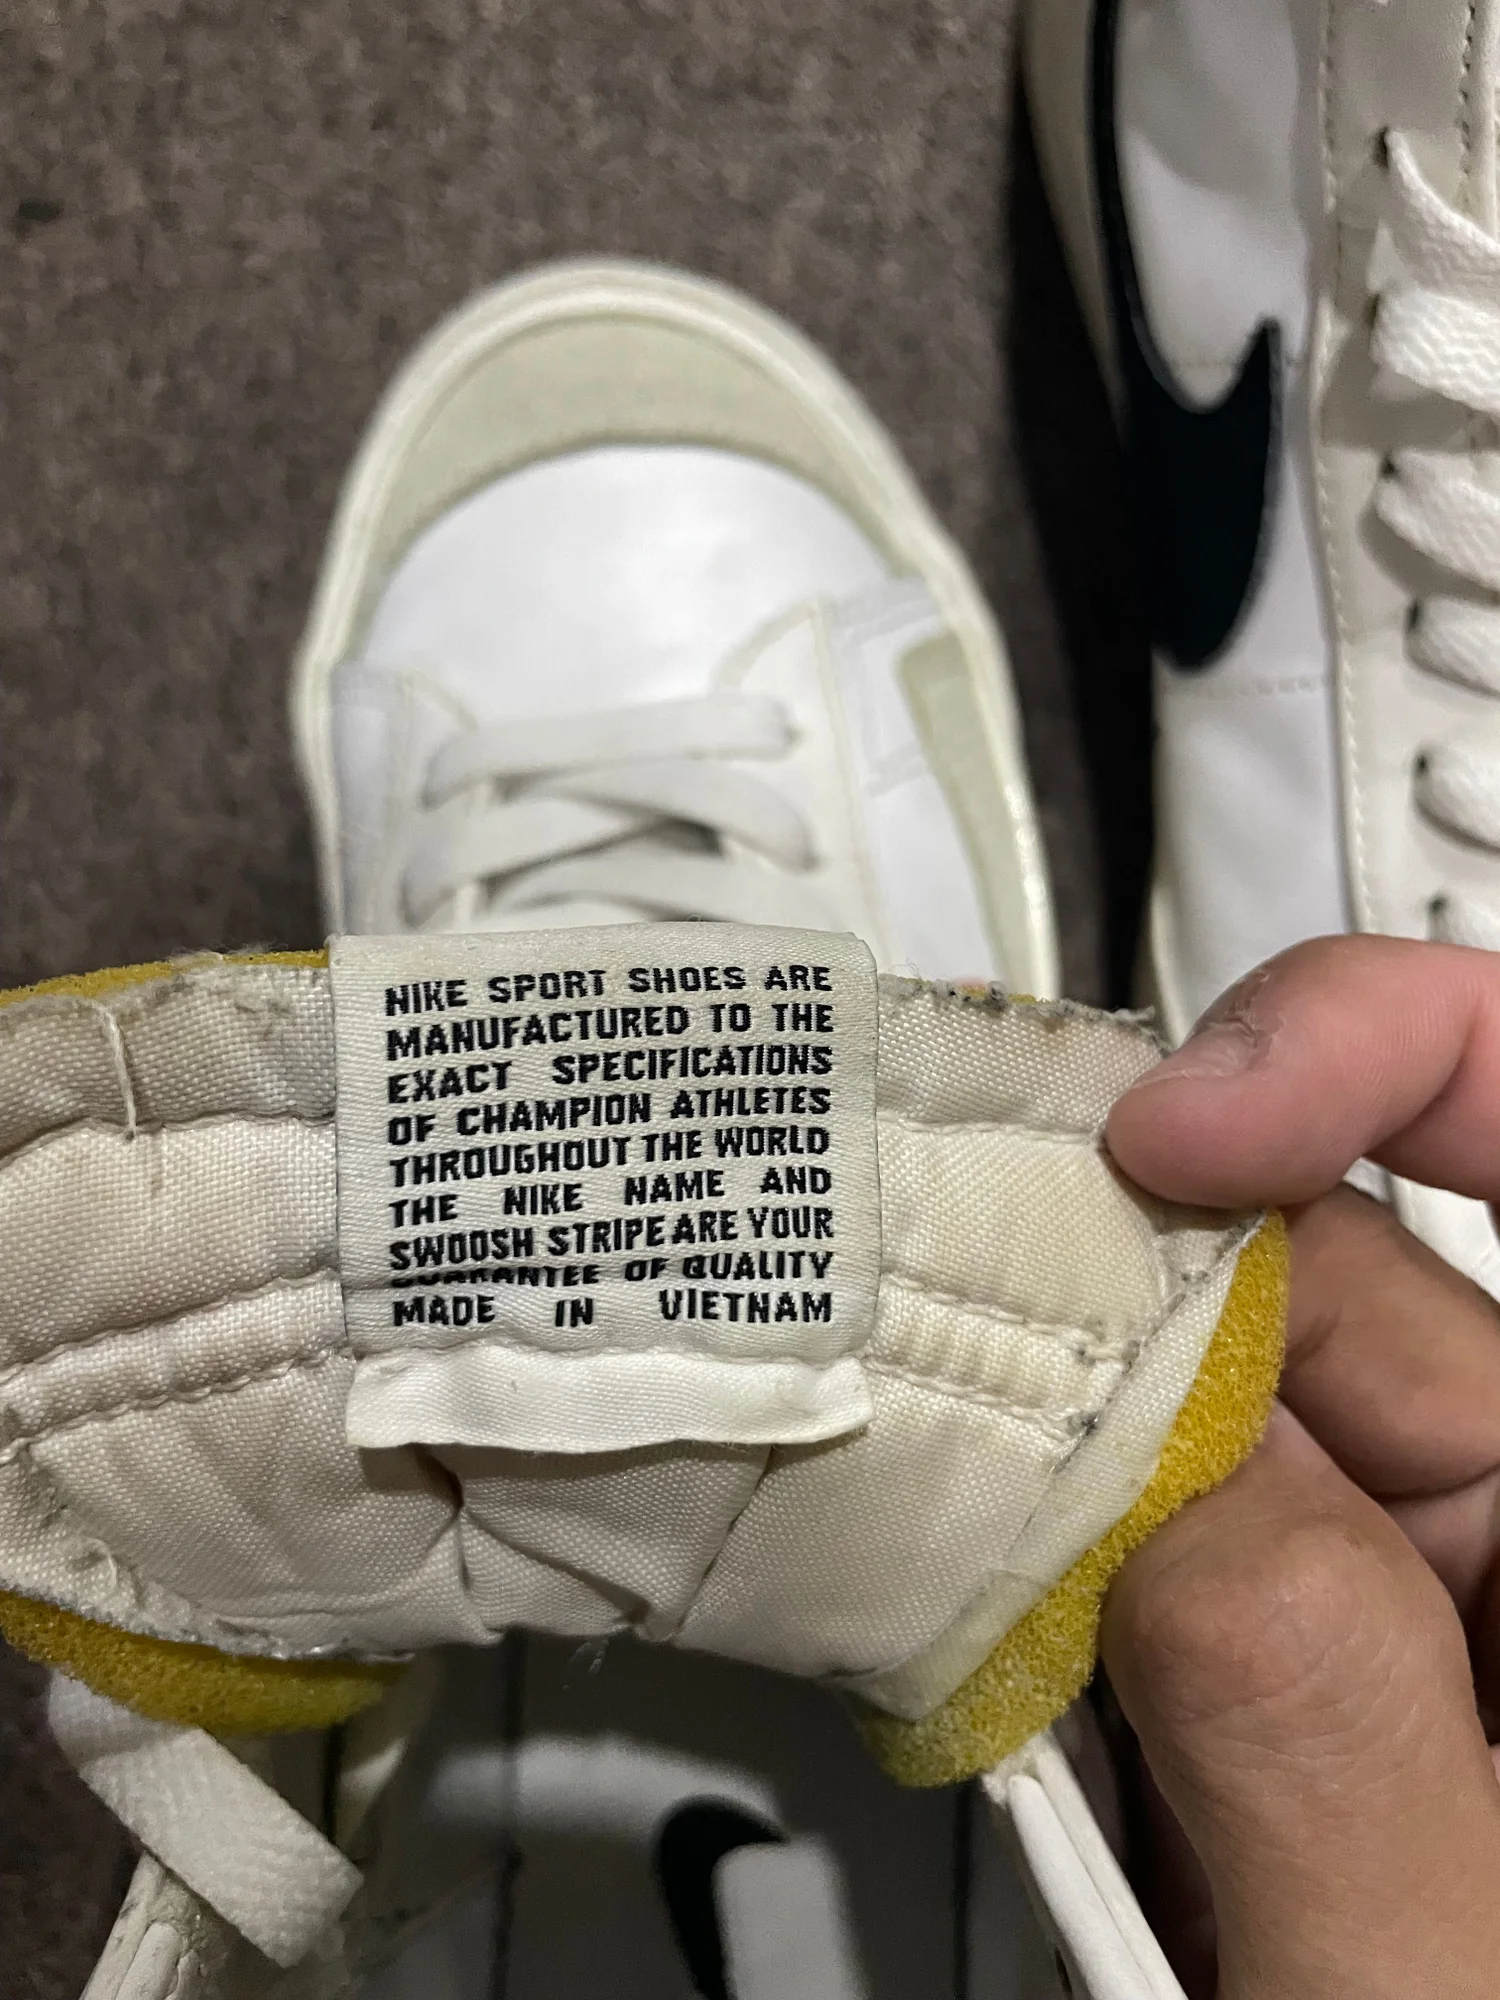 NIKE SPORT SHOES ARE
MANUFACTURED TO THE
EXACT SPECIFICATIONS
OF CHAMPION ATHLETES
THROUGHOUT THE WORLD
THE NIKE NAME AND
SWOOSH STRIPE ARE YOUR
GUARANTEE OF QUALITY
MADE IN VIETNAM